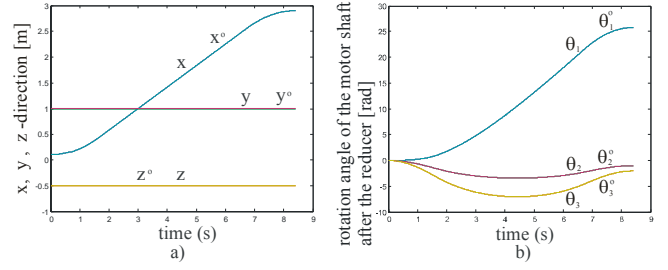 x, y, z -direction [m]
3
2.5
2
1.5
1
0.5
0
-0.5
-1
x x°
y y°
z° z
0 1 2 3 4 5 6 7 8 9
time (s)
a)
rotation angle of the motor shaft
after the reducer [rad]
30
25
20
15
10
5
0
-5
-10
θ₁ θ₁°
θ₂ θ₂°
θ₃ θ₃°
0 1 2 3 4 5 6 7 8 9
time (s)
b)